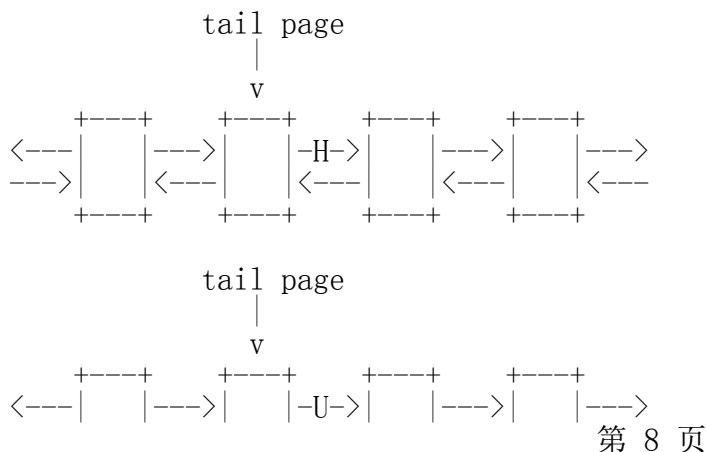 tail page
|
v
+---+ +---+ +---+ +---+
<---| |--->| |-H->| |--->| |--->
--->| |<---| |<---| |<---| |<---
+---+ +---+ +---+ +---+
tail page
|
v
+---+ +---+ +---+ +---+
<---| |--->| |-U->| |--->| |--->
第 8 页